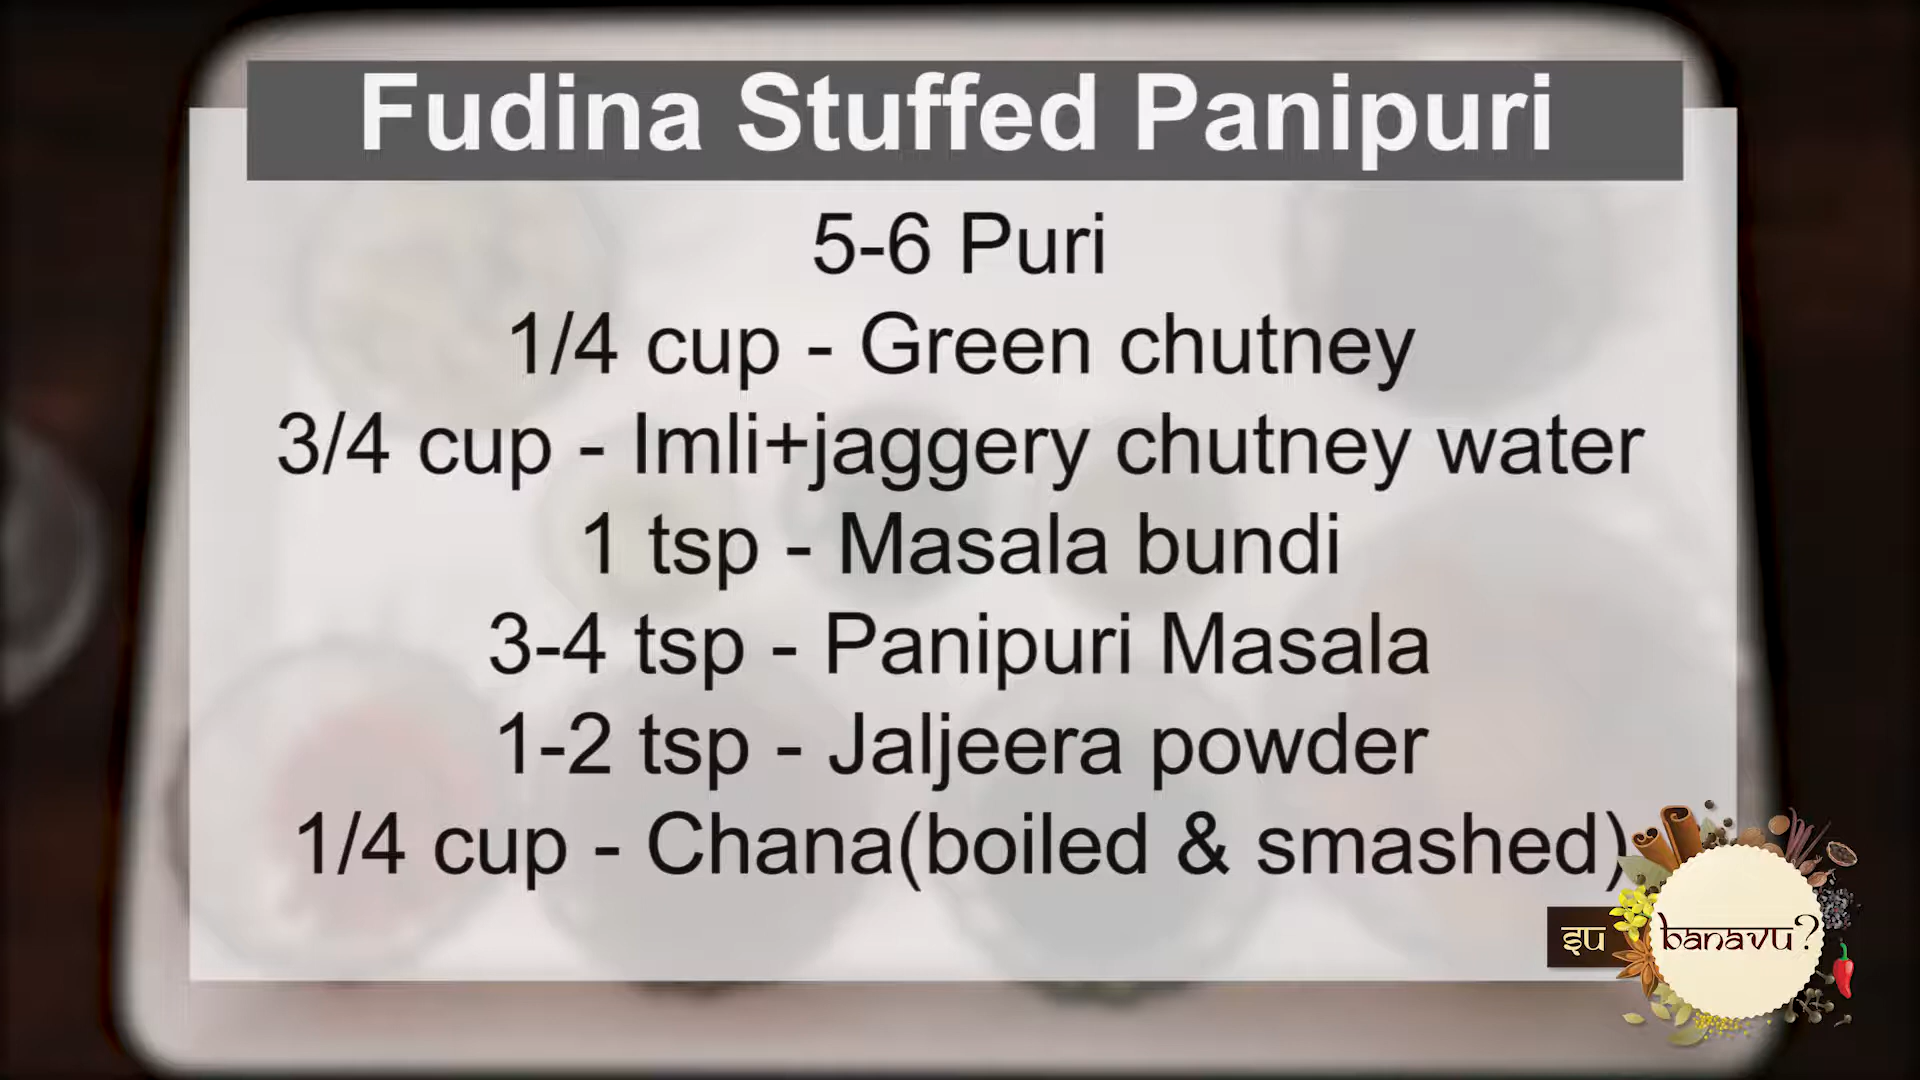 Fudina Stuffed Panipuri
5-6 Puri
1/4 cup - Green chutney
3/4 cup - Imli+jaggery chutney water
1 tsp - Masala bundi
3-4 tsp - Panipuri Masala
1-2 tsp - Jaljeera powder
1/4 cup - Chana(boiled & smashed)
su banavu?